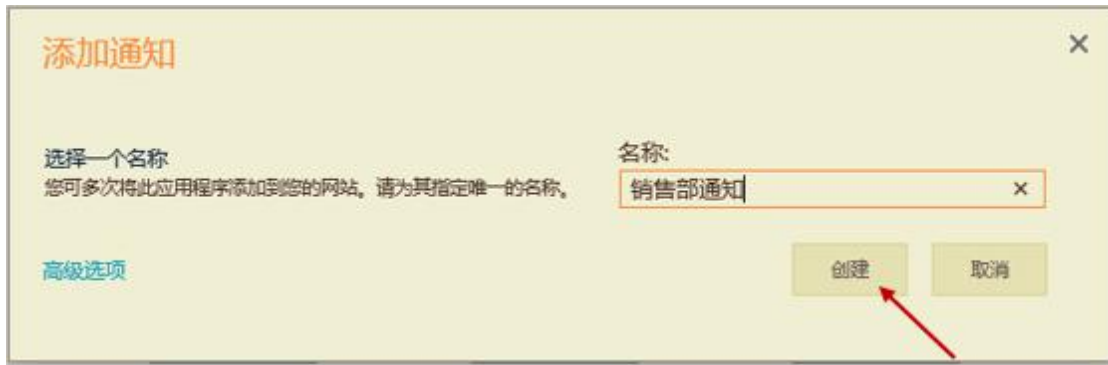 添加通知
选择一个名称
您可多次将此应用程序添加到您的网站。请为其指定唯一的名称。
名称:
销售部通知
高级选项
创建
取消